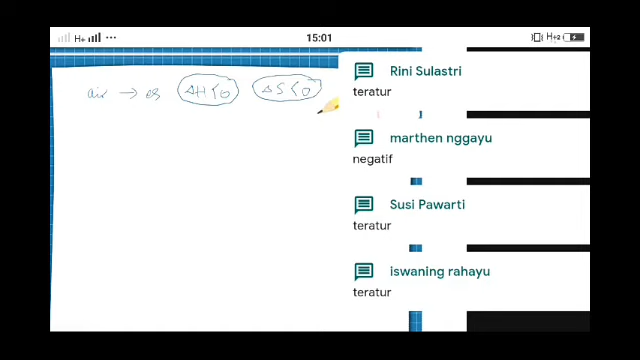 H+ ... 15:01 H+2
air → es ΔH<0 ΔS<0
Rini Sulastri
teratur
marthen nggayu
negatif
Susi Pawarti
teratur
iswaning rahayu
teratur